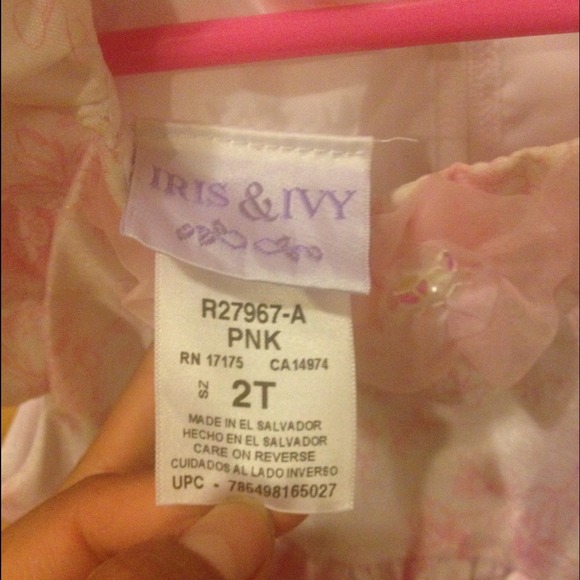 IRIS & IVY
R27967-A
PNK
RN 17175 CA14974
SZ 2T
MADE IN EL SALVADOR
HECHO EN EL SALVADOR
CARE ON REVERSE
CUIDADOS AL LADO INVERSO
UPC - 786498165027